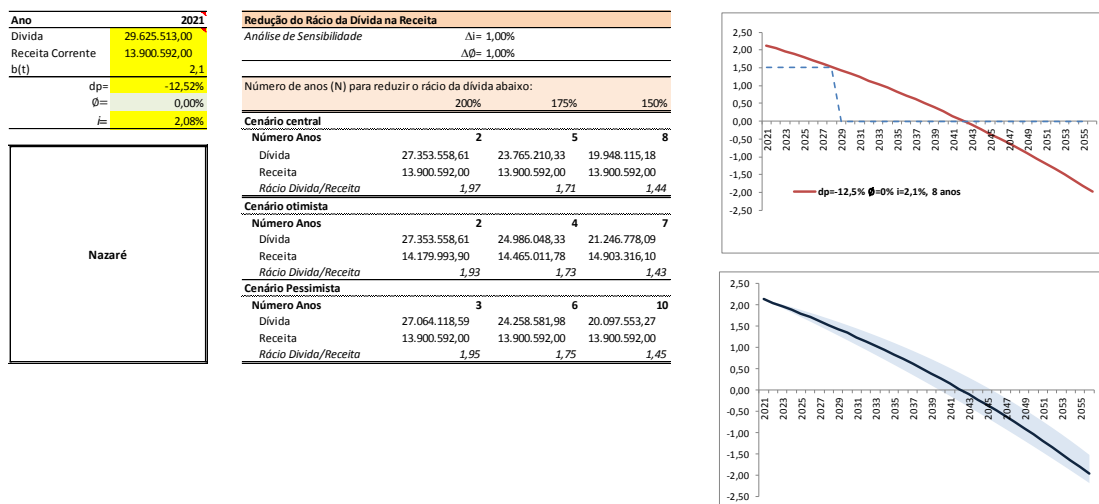 Ano 2021
Divida 29.625.513,00
Receita Corrente 13.900.592,00
b(t) 2,1
dp= -12,52%
Ø= 0,00%
i= 2,08%
Nazaré
Redução do Rácio da Dívida na Receita
Análise de Sensibilidade Δi= 1,00%
ΔØ= 1,00%
Número de anos (N) para reduzir o rácio da dívida abaixo:
200% 175% 150%
Cenário central
Número Anos 2 5 8
Dívida 27.353.558,61 23.765.210,33 19.948.115,18
Receita 13.900.592,00 13.900.592,00 13.900.592,00
Rácio Divida/Receita 1,97 1,71 1,44
Cenário otimista
Número Anos 2 4 7
Dívida 27.353.558,61 24.986.048,33 21.246.778,09
Receita 14.179.993,90 14.465.011,78 14.903.316,10
Rácio Divida/Receita 1,93 1,73 1,43
Cenário Pessimista
Número Anos 3 6 10
Dívida 27.064.118,59 24.258.581,98 20.097.553,27
Receita 13.900.592,00 13.900.592,00 13.900.592,00
Rácio Divida/Receita 1,95 1,75 1,45
2,50
2,00
1,50
1,00
0,50
0,00
-0,50
-1,00
-1,50
-2,00
-2,50
2021 2023 2025 2027 2029 2031 2033 2035 2037 2039 2041 2043 2045 2047 2049 2051 2053 2055
dp=-12,5% Ø=0% i=2,1%, 8 anos
2,50
2,00
1,50
1,00
0,50
0,00
-0,50
-1,00
-1,50
-2,00
-2,50
2021 2023 2025 2027 2029 2031 2033 2035 2037 2039 2041 2043 2045 2047 2049 2051 2053 2055